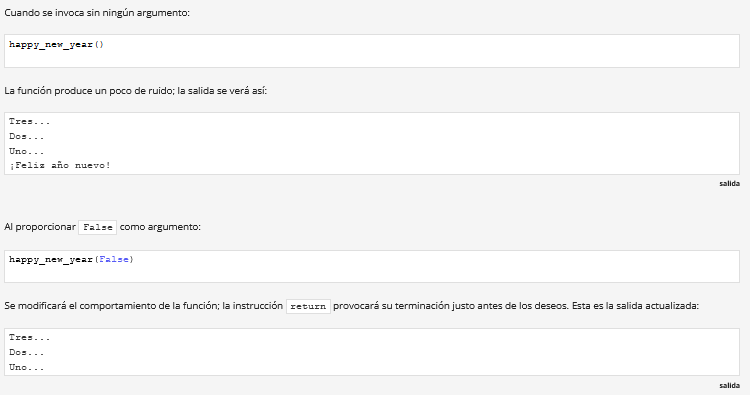 Cuando se invoca sin ningún argumento:
happy_new_year()
La función produce un poco de ruido; la salida se verá así:
Tres...
Dos...
Uno...
¡Feliz año nuevo!
salida
Al proporcionar False como argumento:
happy_new_year(False)
Se modificará el comportamiento de la función; la instrucción return provocará su terminación justo antes de los deseos. Esta es la salida actualizada:
Tres...
Dos...
Uno...
salida